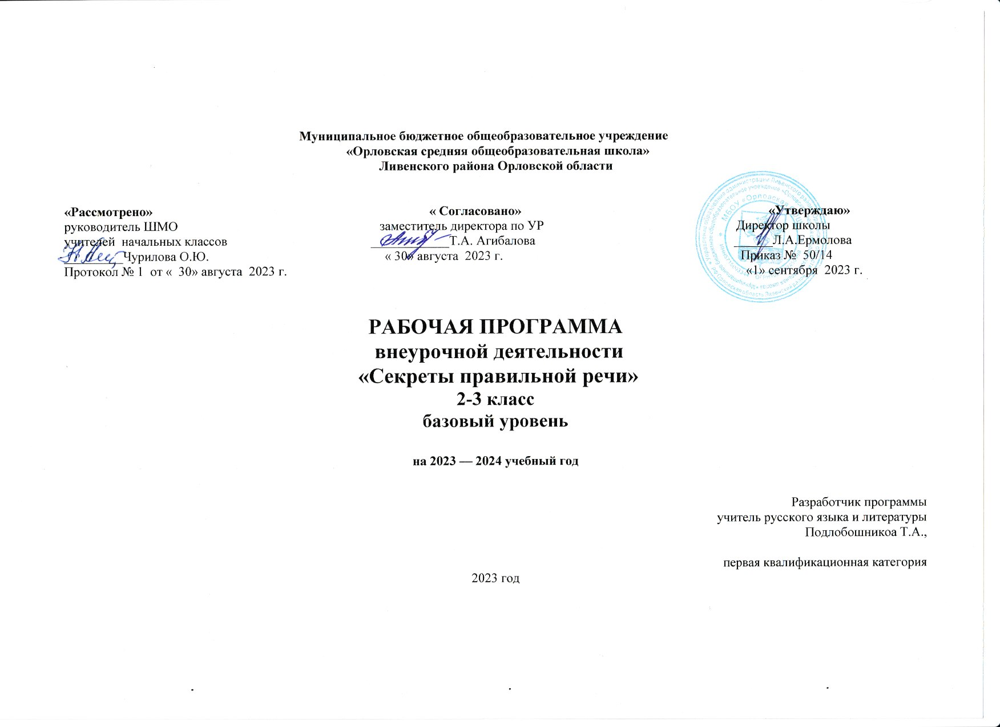 Муниципальное бюджетное общеобразовательное учреждение
«Орловская средняя общеобразовательная школа»
Ливенского района Орловской области
«Рассмотрено»
руководитель ШМО
учителей начальных классов
_________Чурилова О.Ю.
Протокол № 1 от « 30» августа 2023 г.
« Согласовано»
заместитель директора по УР
____________Т.А. Агибалова
« 30» августа 2023 г.
«Утверждаю»
Директор школы
______Л.А.Ермолова
Приказ № 50/14
«1» сентября 2023 г.
МБОУ «Орловская
РАБОЧАЯ ПРОГРАММА
внеурочной деятельности
«Секреты правильной речи»
2-3 класс
базовый уровень
на 2023 — 2024 учебный год
Разработчик программы
учитель русского языка и литературы
Подлобошникоа Т.А.,
первая квалификационная категория
2023 год